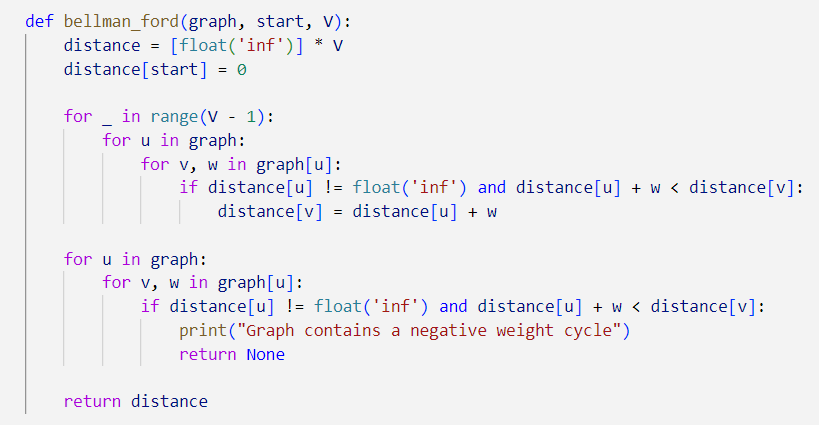 def bellman_ford(graph, start, V):
    distance = [float('inf')] * V
    distance[start] = 0

    for _ in range(V - 1):
        for u in graph:
            for v, w in graph[u]:
                if distance[u] != float('inf') and distance[u] + w < distance[v]:
                    distance[v] = distance[u] + w

    for u in graph:
        for v, w in graph[u]:
            if distance[u] != float('inf') and distance[u] + w < distance[v]:
                print("Graph contains a negative weight cycle")
                return None

    return distance